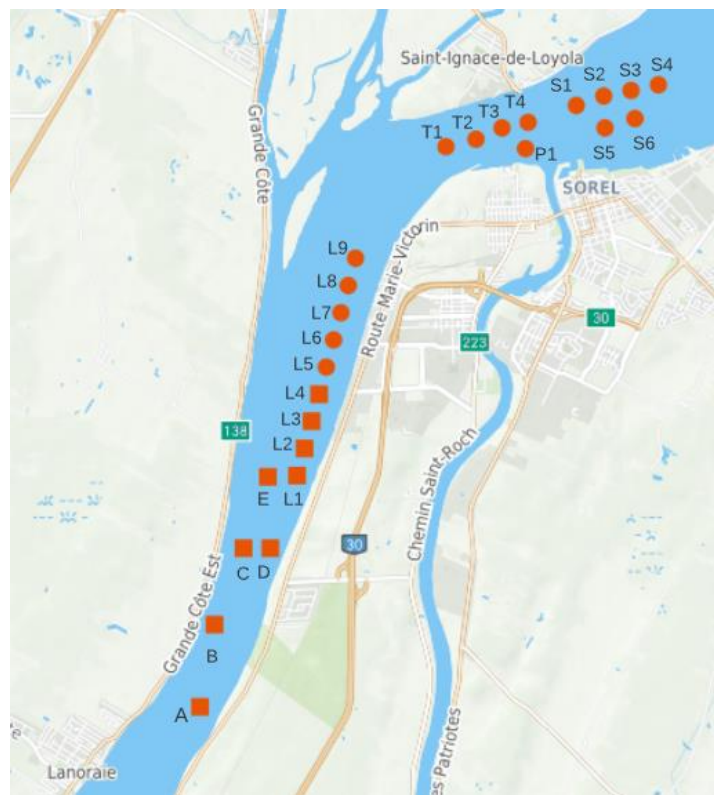 Saint-Ignace-de-Loyola
S4
S3
S2
S1
T4
T3
T2
T1
S6
S5
P1
Grande Côte
SOREL
Route Marie-Victorin
L9
L8
L7
30
L6
223
L5
L4
L3
138
L2
Chemin Saint-Roch
E
L1
30
C
D
Grande Côte Est
B
A
es Patriotes
Lanoraie